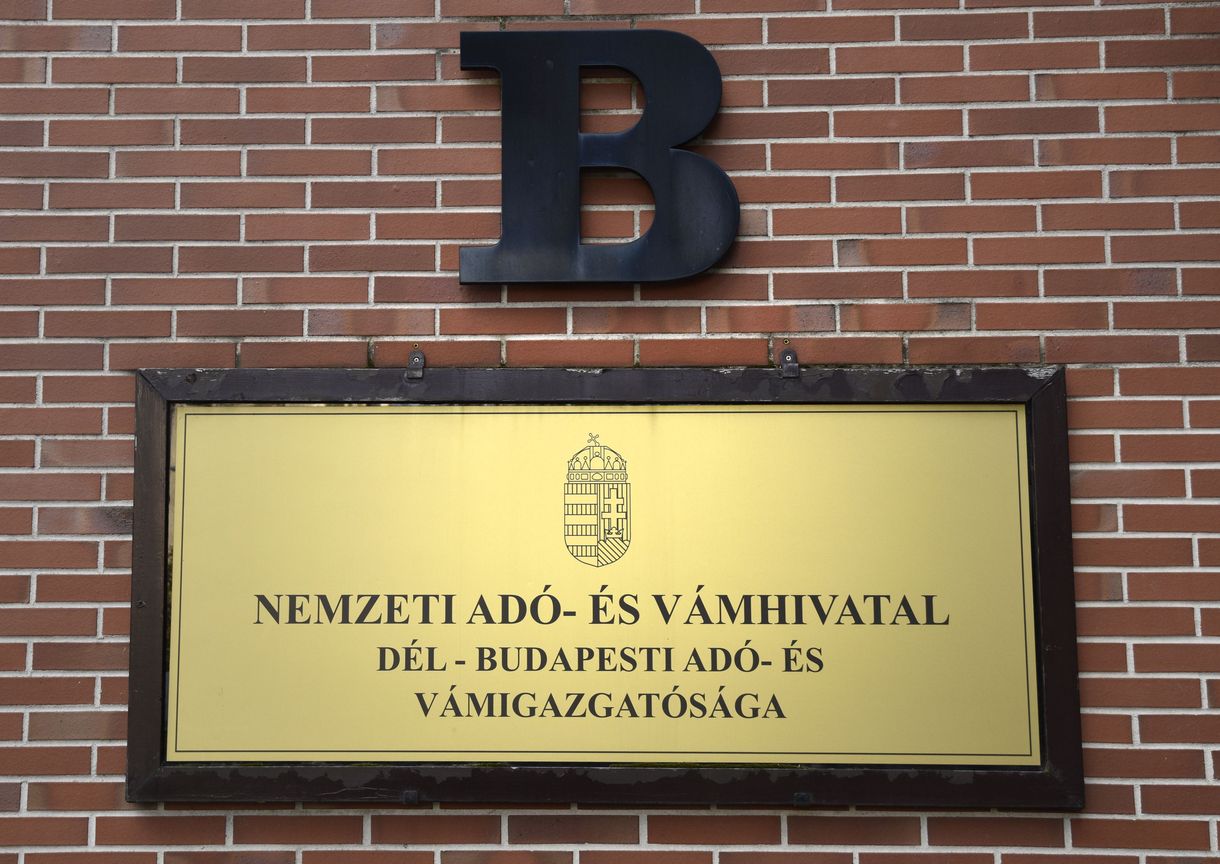 B
NEMZETI ADÓ- ÉS VÁMHIVATAL
DÉL - BUDAPESTI ADÓ- ÉS
VÁMIGAZGATÓSÁGA